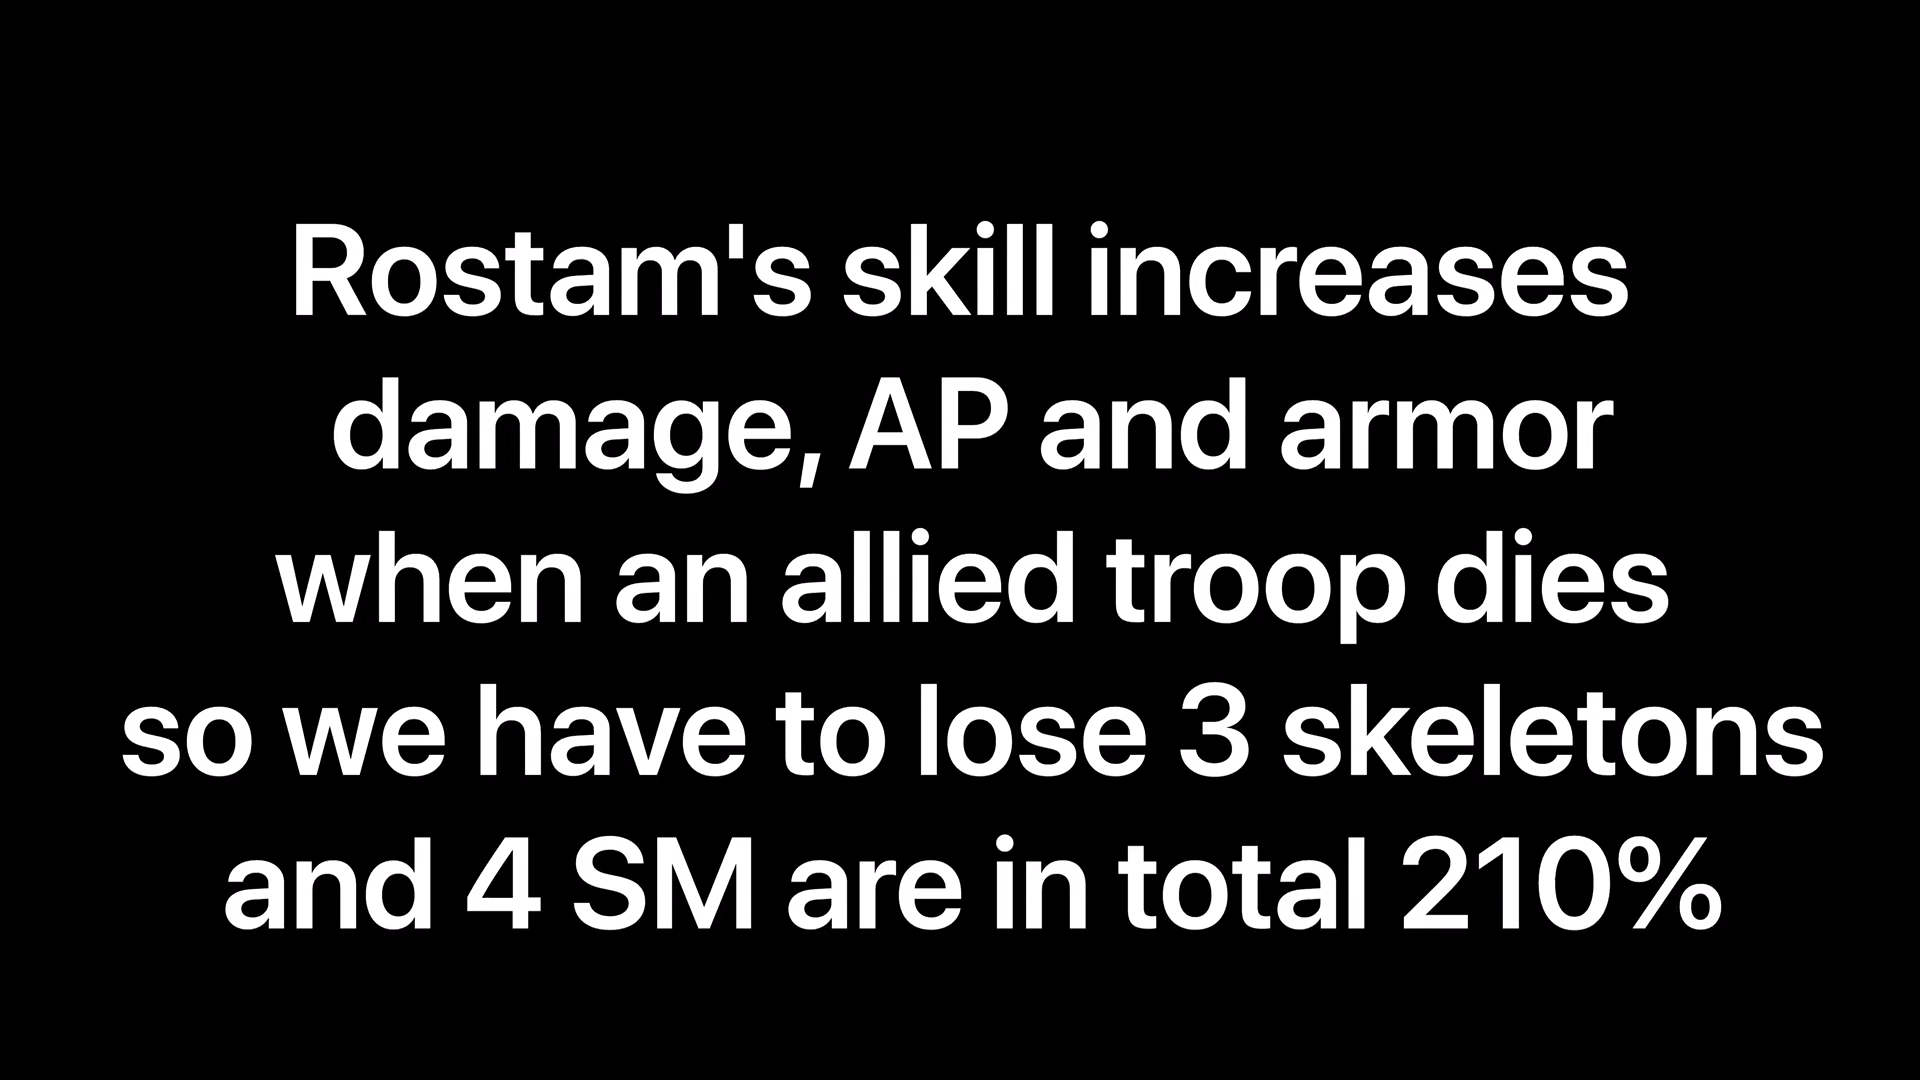 Rostam's skill increases
damage, AP and armor
when an allied troop dies
so we have to lose 3 skeletons
and 4 SM are in total 210%